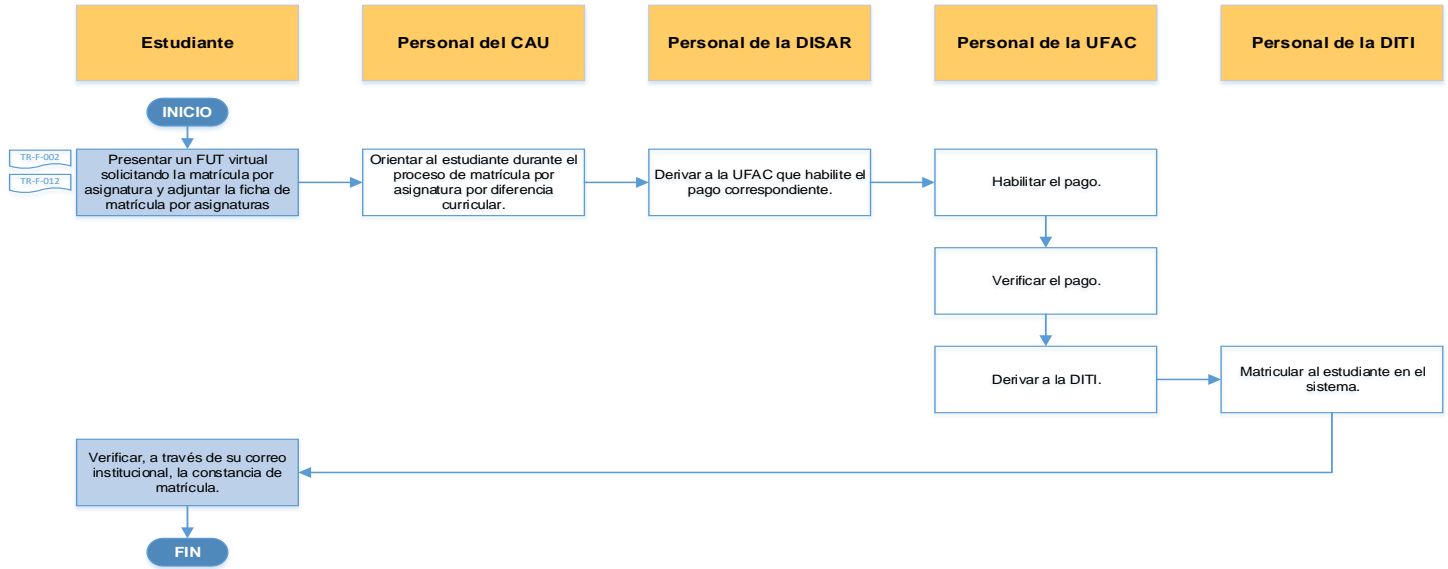 Estudiante
Personal del CAU
Personal de la DISAR
Personal de la UFAC
Personal de la DITI
INICIO
TR-F-002
TR-F-012
Presentar un FUT virtual
solicitando la matrícula por
asignatura y adjuntar la ficha de
matrícula por asignaturas
Orientar al estudiante durante el
proceso de matrícula por
asignatura por diferencia
curricular.
Derivar a la UFAC que habilite el
pago correspondiente.
Habilitar el pago.
Verificar el pago.
Derivar a la DITI.
Matricular al estudiante en el
sistema.
Verificar, a través de su correo
institucional, la constancia de
matrícula.
FIN